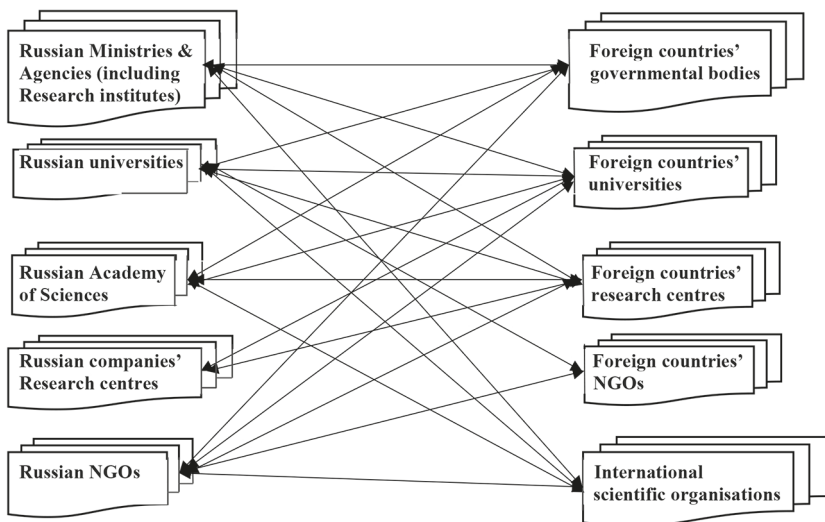 Russian Ministries &
Agencies (including
Research institutes)
Russian universities
Russian Academy
of Sciences
Russian companies'
Research centres
Russian NGOs
Foreign countries'
governmental bodies
Foreign countries'
universities
Foreign countries'
research centres
Foreign countries'
NGOs
International
scientific organisations